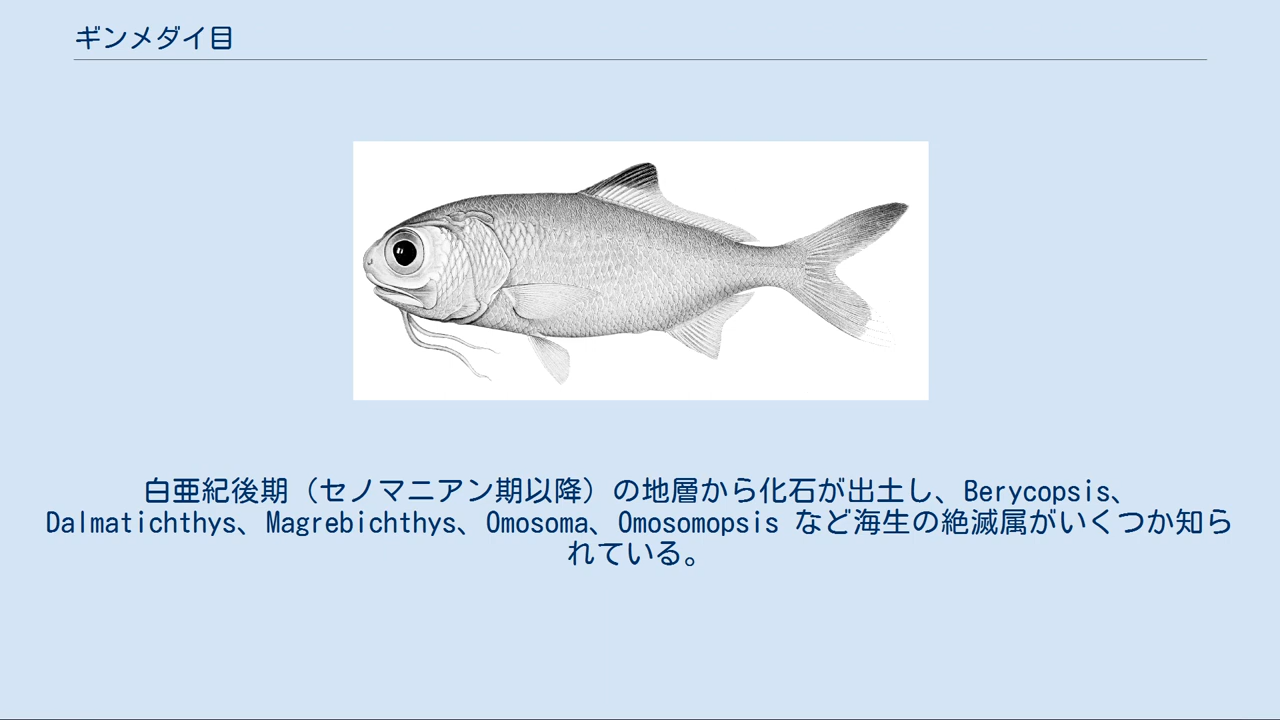 ギンメダイ目
白亜紀後期（セノマニアン期以降）の地層から化石が出土し、Berycopsis、
Dalmatichthys、Magrebichthys、Omosoma、Omosomopsis など海生の絶滅属がいくつか知ら
れている。